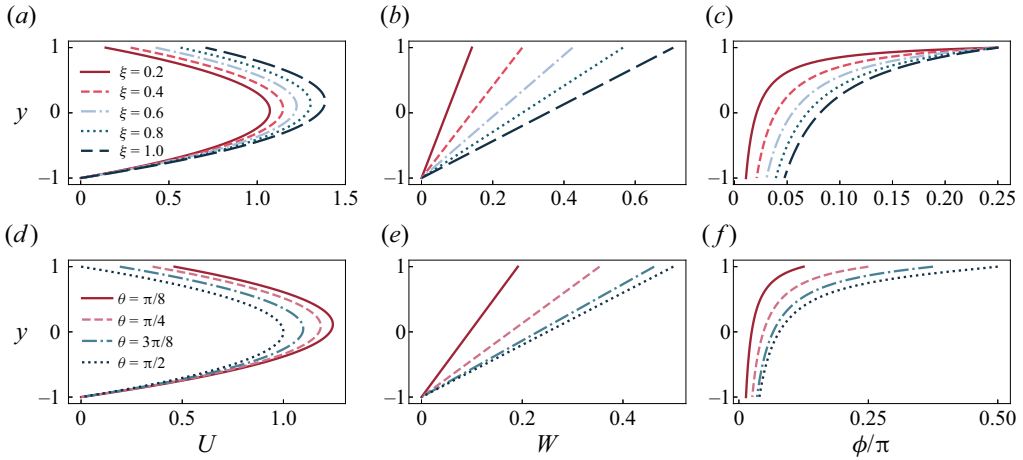 (a)
(b)
(c)
y
1
0
–1
ξ = 0.2
ξ = 0.4
ξ = 0.6
ξ = 0.8
ξ = 1.0
0
0.5
1.0
1.5
1
0
–1
0
0.2
0.4
0.6
1
0
–1
0
0.05
0.10
0.15
0.20
0.25
(d)
(e)
(f)
y
1
0
–1
θ = π/8
θ = π/4
θ = 3π/8
θ = π/2
0
0.5
1.0
U
1
0
–1
0
0.2
0.4
W
1
0
–1
0
0.25
0.50
ϕ/π